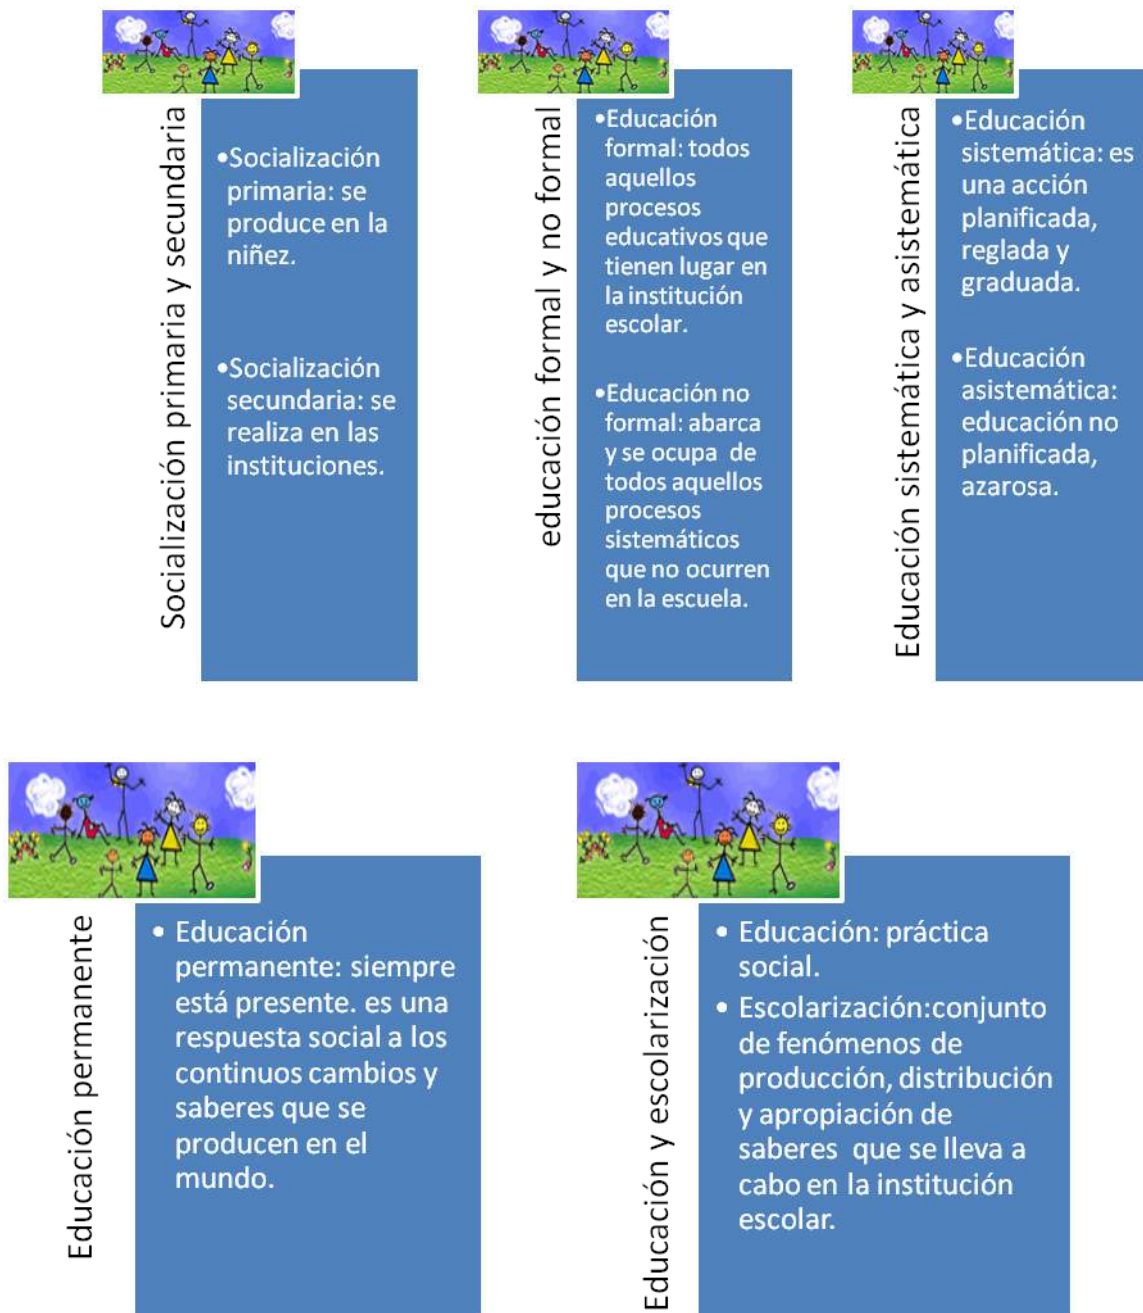 Socialización primaria y secundaria
•Socialización
primaria: se
produce en la
niñez.
•Socialización
secundaria: se
realiza en las
instituciones.
educación formal y no formal
•Educación
formal: todos
aquellos
procesos
educativos que
tienen lugar en
la institución
escolar.
•Educación no
formal: abarca
y se ocupa de
todos aquellos
procesos
sistemáticos
que no ocurren
en la escuela.
Educación sistemática y asistemática
•Educación
sistemática: es
una acción
planificada,
reglada y
graduada.
•Educación
asistemática:
educación no
planificada,
azarosa.
Educación permanente
• Educación
permanente: siempre
está presente. es una
respuesta social a los
continuos cambios y
saberes que se
producen en el
mundo.
Educación y escolarización
• Educación: práctica
social.
• Escolarización:conjunto
de fenómenos de
producción, distribución
y apropiación de
saberes que se lleva a
cabo en la institución
escolar.